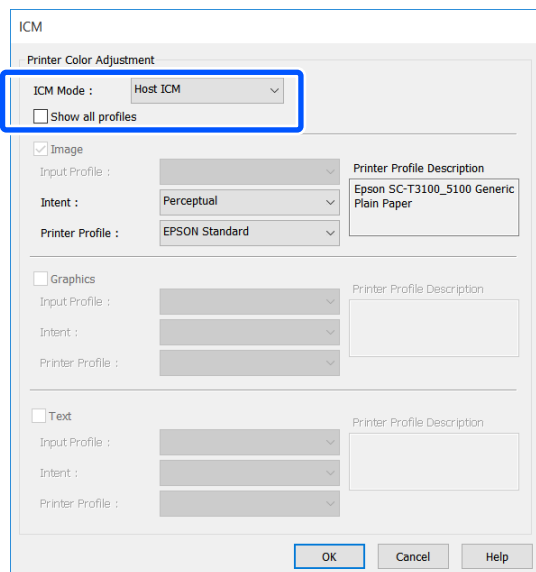 ICM
Printer Color Adjustment
ICM Mode : Host ICM
Show all profiles
Image
Input Profile :
Printer Profile Description
Intent : Perceptual
Epson SC-T3100_5100 Generic
Plain Paper
Printer Profile : EPSON Standard
Graphics
Input Profile :
Printer Profile Description
Intent :
Printer Profile :
Text
Input Profile :
Printer Profile Description
Intent :
Printer Profile :
OK Cancel Help